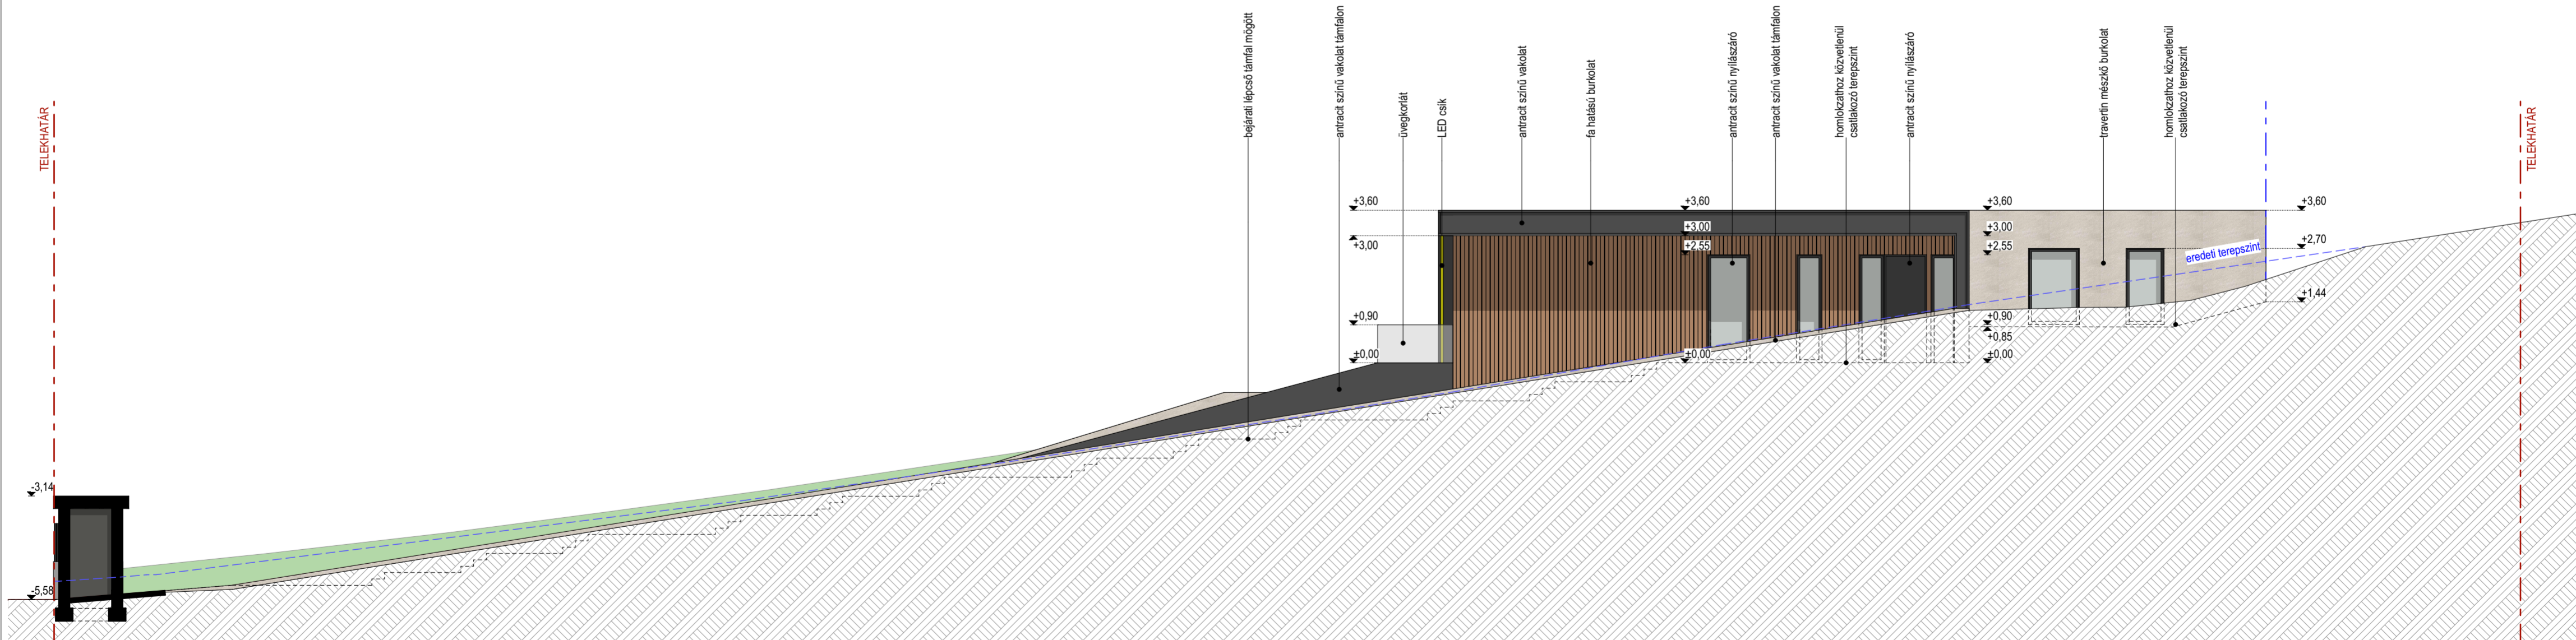 TELEKHATÁR
bejárati lépcső támfal mögött
antracit színű vakolat támfalon
üvegkorlát
LED csík
antracit színű vakolat
fa hatású burkolat
antracit színű nyílászáró
antracit színű vakolat támfalon
homlokzathoz közvetlenül
csatlakozó terepszint
antracit színű nyílászáró
travertin mészkő burkolat
homlokzathoz közvetlenül
csatlakozó terepszint
TELEKHATÁR
+3,60
+3,00
+0,90
±0,00
+3,60
+3,00
+2,55
±0,00
+3,60
+3,00
+2,55
+0,90
+0,85
±0,00
eredeti terepszint
+3,60
+2,70
+1,44
-3,14
-5,58